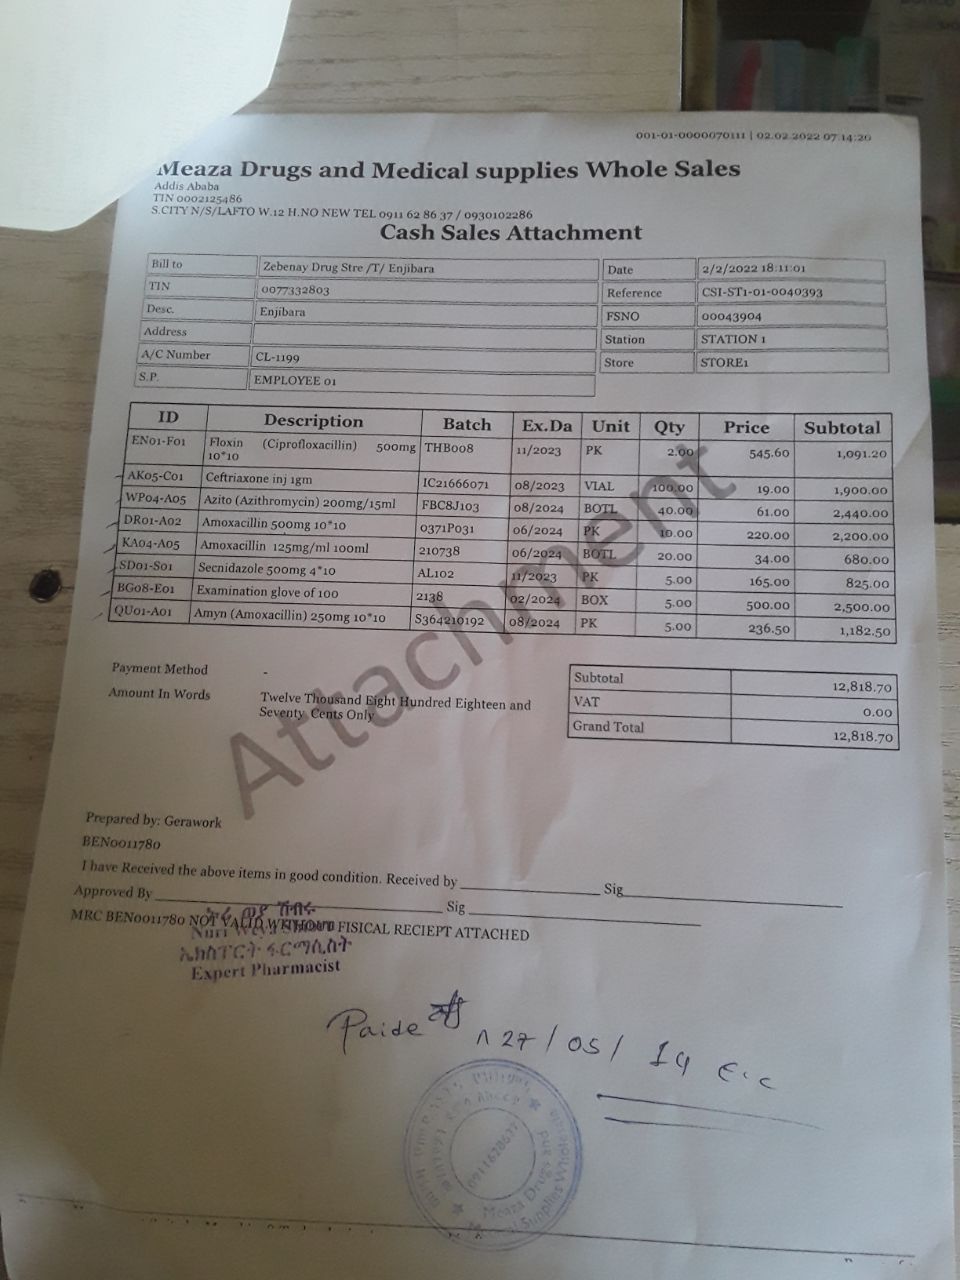 001-01-0000070111 | 02.02.2022 07:14:20
Meaza Drugs and Medical supplies Whole Sales
Addis Ababa
TIN 0002125486
S.CITY N/S/LAFTO W.12 H.NO NEW TEL 0911 62 86 37 / 0930102286
Cash Sales Attachment
Bill to Zebenay Drug Stre /T/ Enjibara
TIN 0077332803
Desc. Enjibara
Address
A/C Number CL-1199
S.P. EMPLOYEE 01
Date 2/2/2022 18:11:01
Reference CSI-ST1-01-0040393
FSNO 00043904
Station STATION 1
Store STORE1
ID Description Batch Ex.Da Unit Qty Price Subtotal
EN01-F01 Floxin (Ciprofloxacillin) 500mg THB008 11/2023 PK 2.00 545.60 1,091.20
10*10
AK05-C01 Ceftriaxone inj 1gm IC21666071 08/2023 VIAL 100.00 19.00 1,900.00
WP04-A05 Azito (Azithromycin) 200mg/15ml FBC8J103 08/2024 BOTL 40.00 61.00 2,440.00
DR01-A02 Amoxacillin 500mg 10*10 0371P031 06/2024 PK 10.00 220.00 2,200.00
KA04-A05 Amoxacillin 125mg/ml 100ml 210738 06/2024 BOTL 20.00 34.00 680.00
SD01-S01 Secnidazole 500mg 4*10 AL102 11/2023 PK 5.00 165.00 825.00
BG08-E01 Examination glove of 100 2138 02/2024 BOX 5.00 500.00 2,500.00
QU01-A01 Amyn (Amoxacillin) 250mg 10*10 S364210192 08/2024 PK 5.00 236.50 1,182.50
Attachment
Payment Method -
Amount In Words Twelve Thousand Eight Hundred Eighteen and
Seventy Cents Only
Subtotal 12,818.70
VAT 0.00
Grand Total 12,818.70
Prepared by: Gerawork
BEN0011780
I have Received the above items in good condition. Received by Sig
Approved By Sig
MRC BEN0011780 NOT VALID WITHOUT FISICAL RECIEPT ATTACHED
Nuri
ኤክስፐርት ፋርማሲስት
Expert Pharmacist
Paide በ 27/05/14 E.C
0911628637
Meaza Drugs and